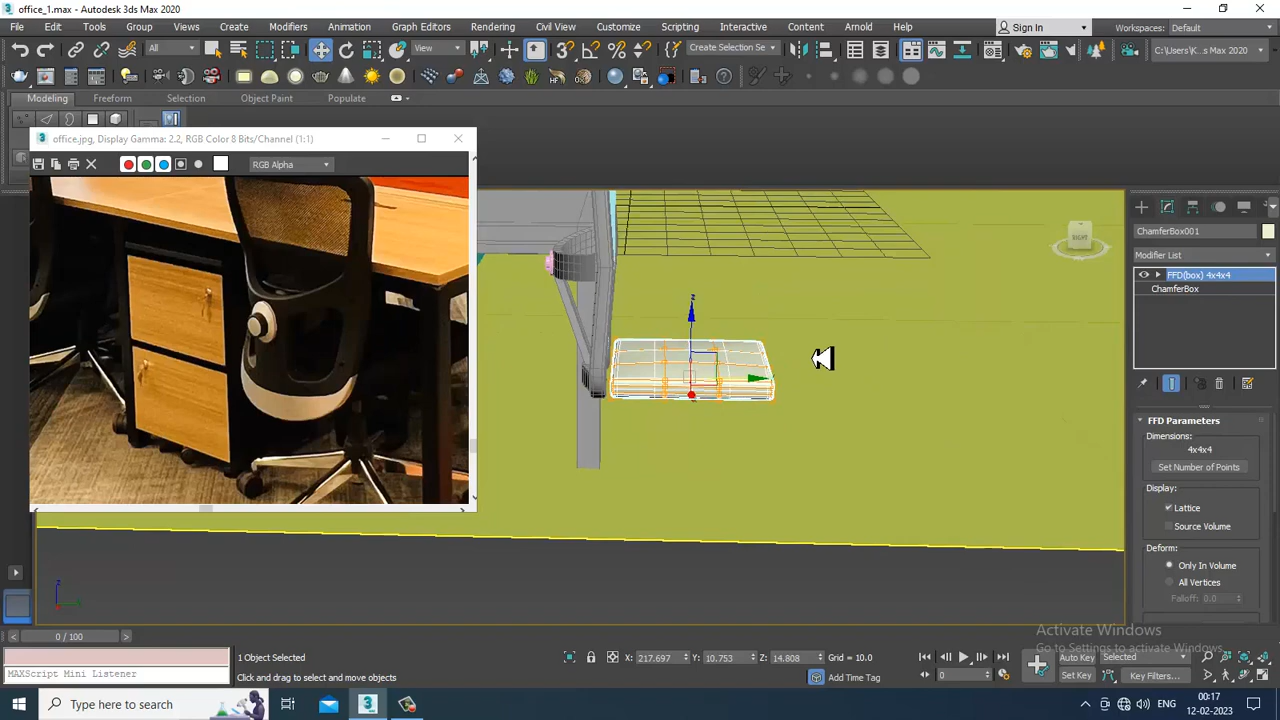 office_1.max - Autodesk 3ds Max 2020
File Edit Tools Group Views Create Modifiers Animation Graph Editors Rendering Civil View Customize Scripting Interactive Content Arnold Help
Sign In
Workspaces: Default
All
View
Create Selection Se
C:\Users\K...s Max 2020
Modeling Freeform Selection Object Paint Populate
office.jpg, Display Gamma: 2.2, RGB Color 8 Bits/Channel (1:1)
RGB Alpha
z
RIGHT
z
ChamferBox001
Modifier List
FFD(box) 4x4x4
ChamferBox
FFD Parameters
Dimensions:
4x4x4
Set Number of Points
Display:
Lattice
Source Volume
Deform:
Only In Volume
All Vertices
Falloff: 0.0
Activate Windows
Go to Settings to activate Windows.
0 / 100
1 Object Selected
X: 217.697 Y: 10.753 Z: 14.808 Grid = 10.0
Auto Key Selected
MAXScript Mini Listener
Click and drag to select and move objects
Add Time Tag
0
Set Key Key Filters...
Type here to search
ENG
00:17
12-02-2023